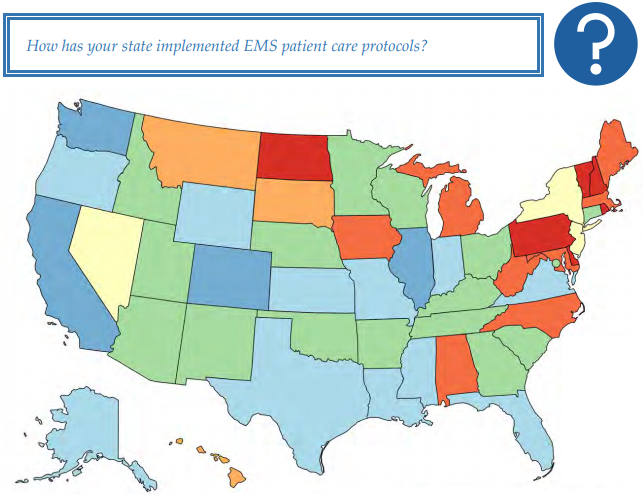 How has your state implemented EMS patient care protocols?
?